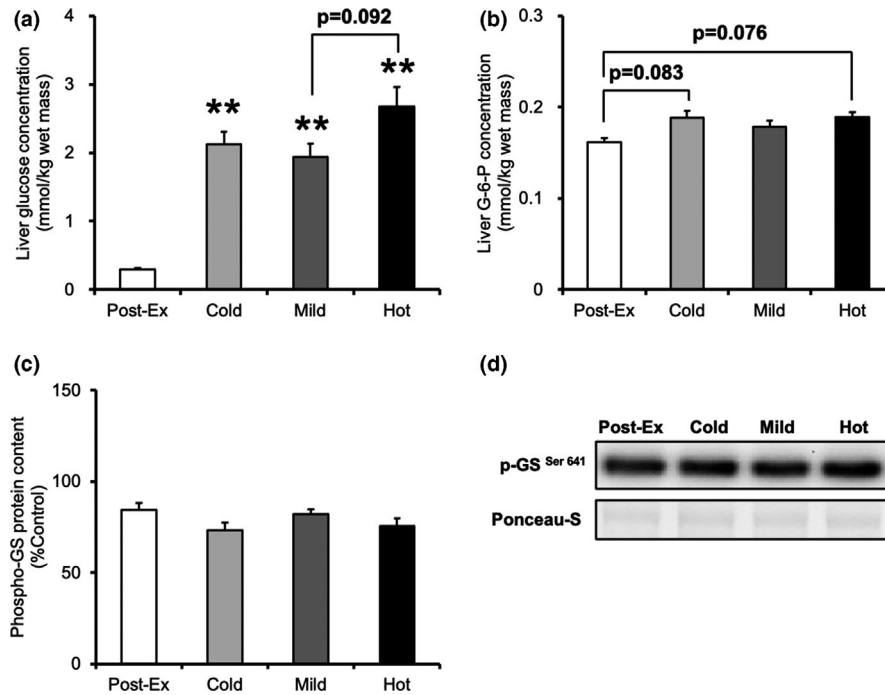 (a)
Liver glucose concentration
(mmol/kg wet mass)
4
3
2
1
0
p=0.092
**
**
**
Post-Ex Cold Mild Hot
(b)
Liver G-6-P concentration
(mmol/kg wet mass)
0.3
0.2
0.1
0
p=0.076
p=0.083
Post-Ex Cold Mild Hot
(c)
Phospho-GS protein content
(%Control)
150
100
50
0
Post-Ex Cold Mild Hot
(d)
Post-Ex Cold Mild Hot
p-GS Ser 641
Ponceau-S